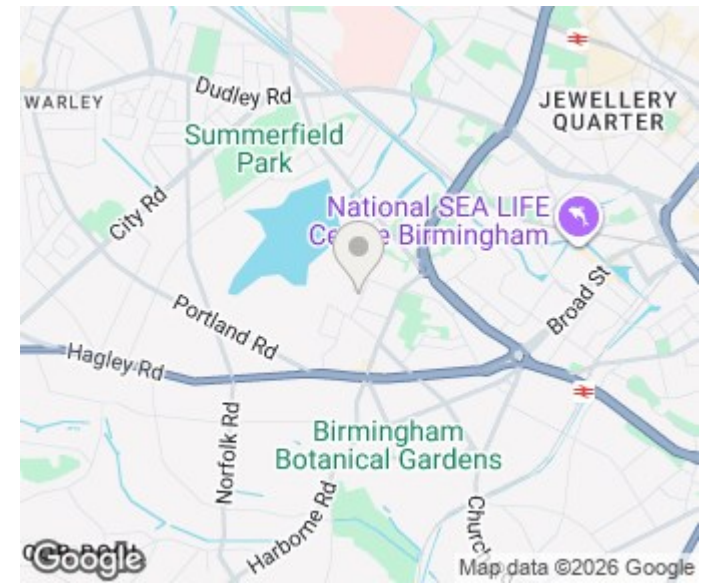 WARLEY
Dudley Rd
JEWELLERY
QUARTER
Summerfield
Park
City Rd
National SEA LIFE
Birmingham
Broad St
Portland Rd
Hagley Rd
Norfolk Rd
Birmingham
Botanical Gardens
Harborne Rd
Google
Map data ©2026 Google